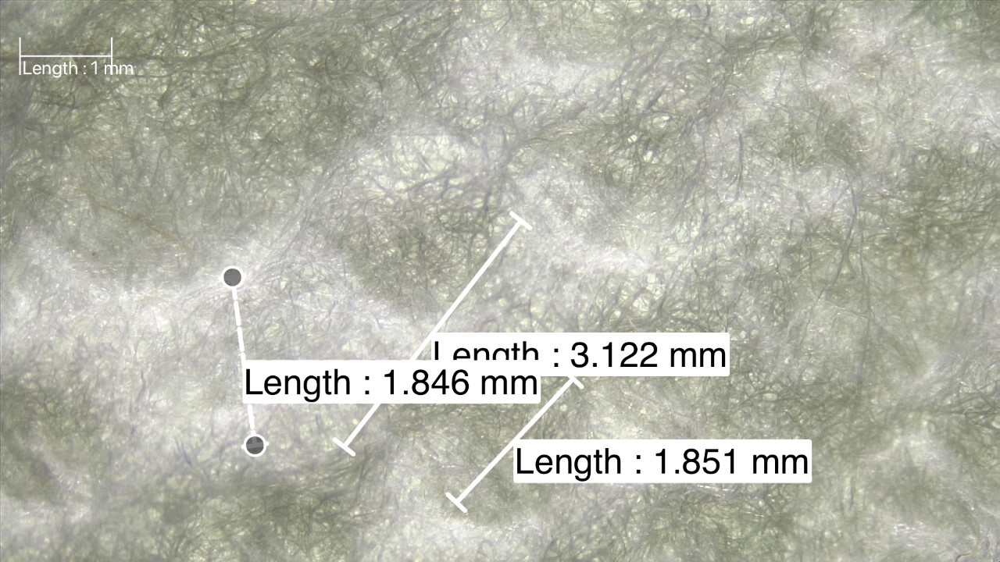 Length : 1 mm
Length : 3.122 mm
Length : 1.846 mm
Length : 1.851 mm